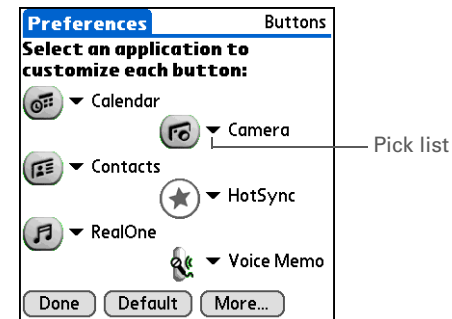 Preferences Buttons
Select an application to
customize each button:
Calendar
Camera
Pick list
Contacts
HotSync
RealOne
Voice Memo
Done Default More...